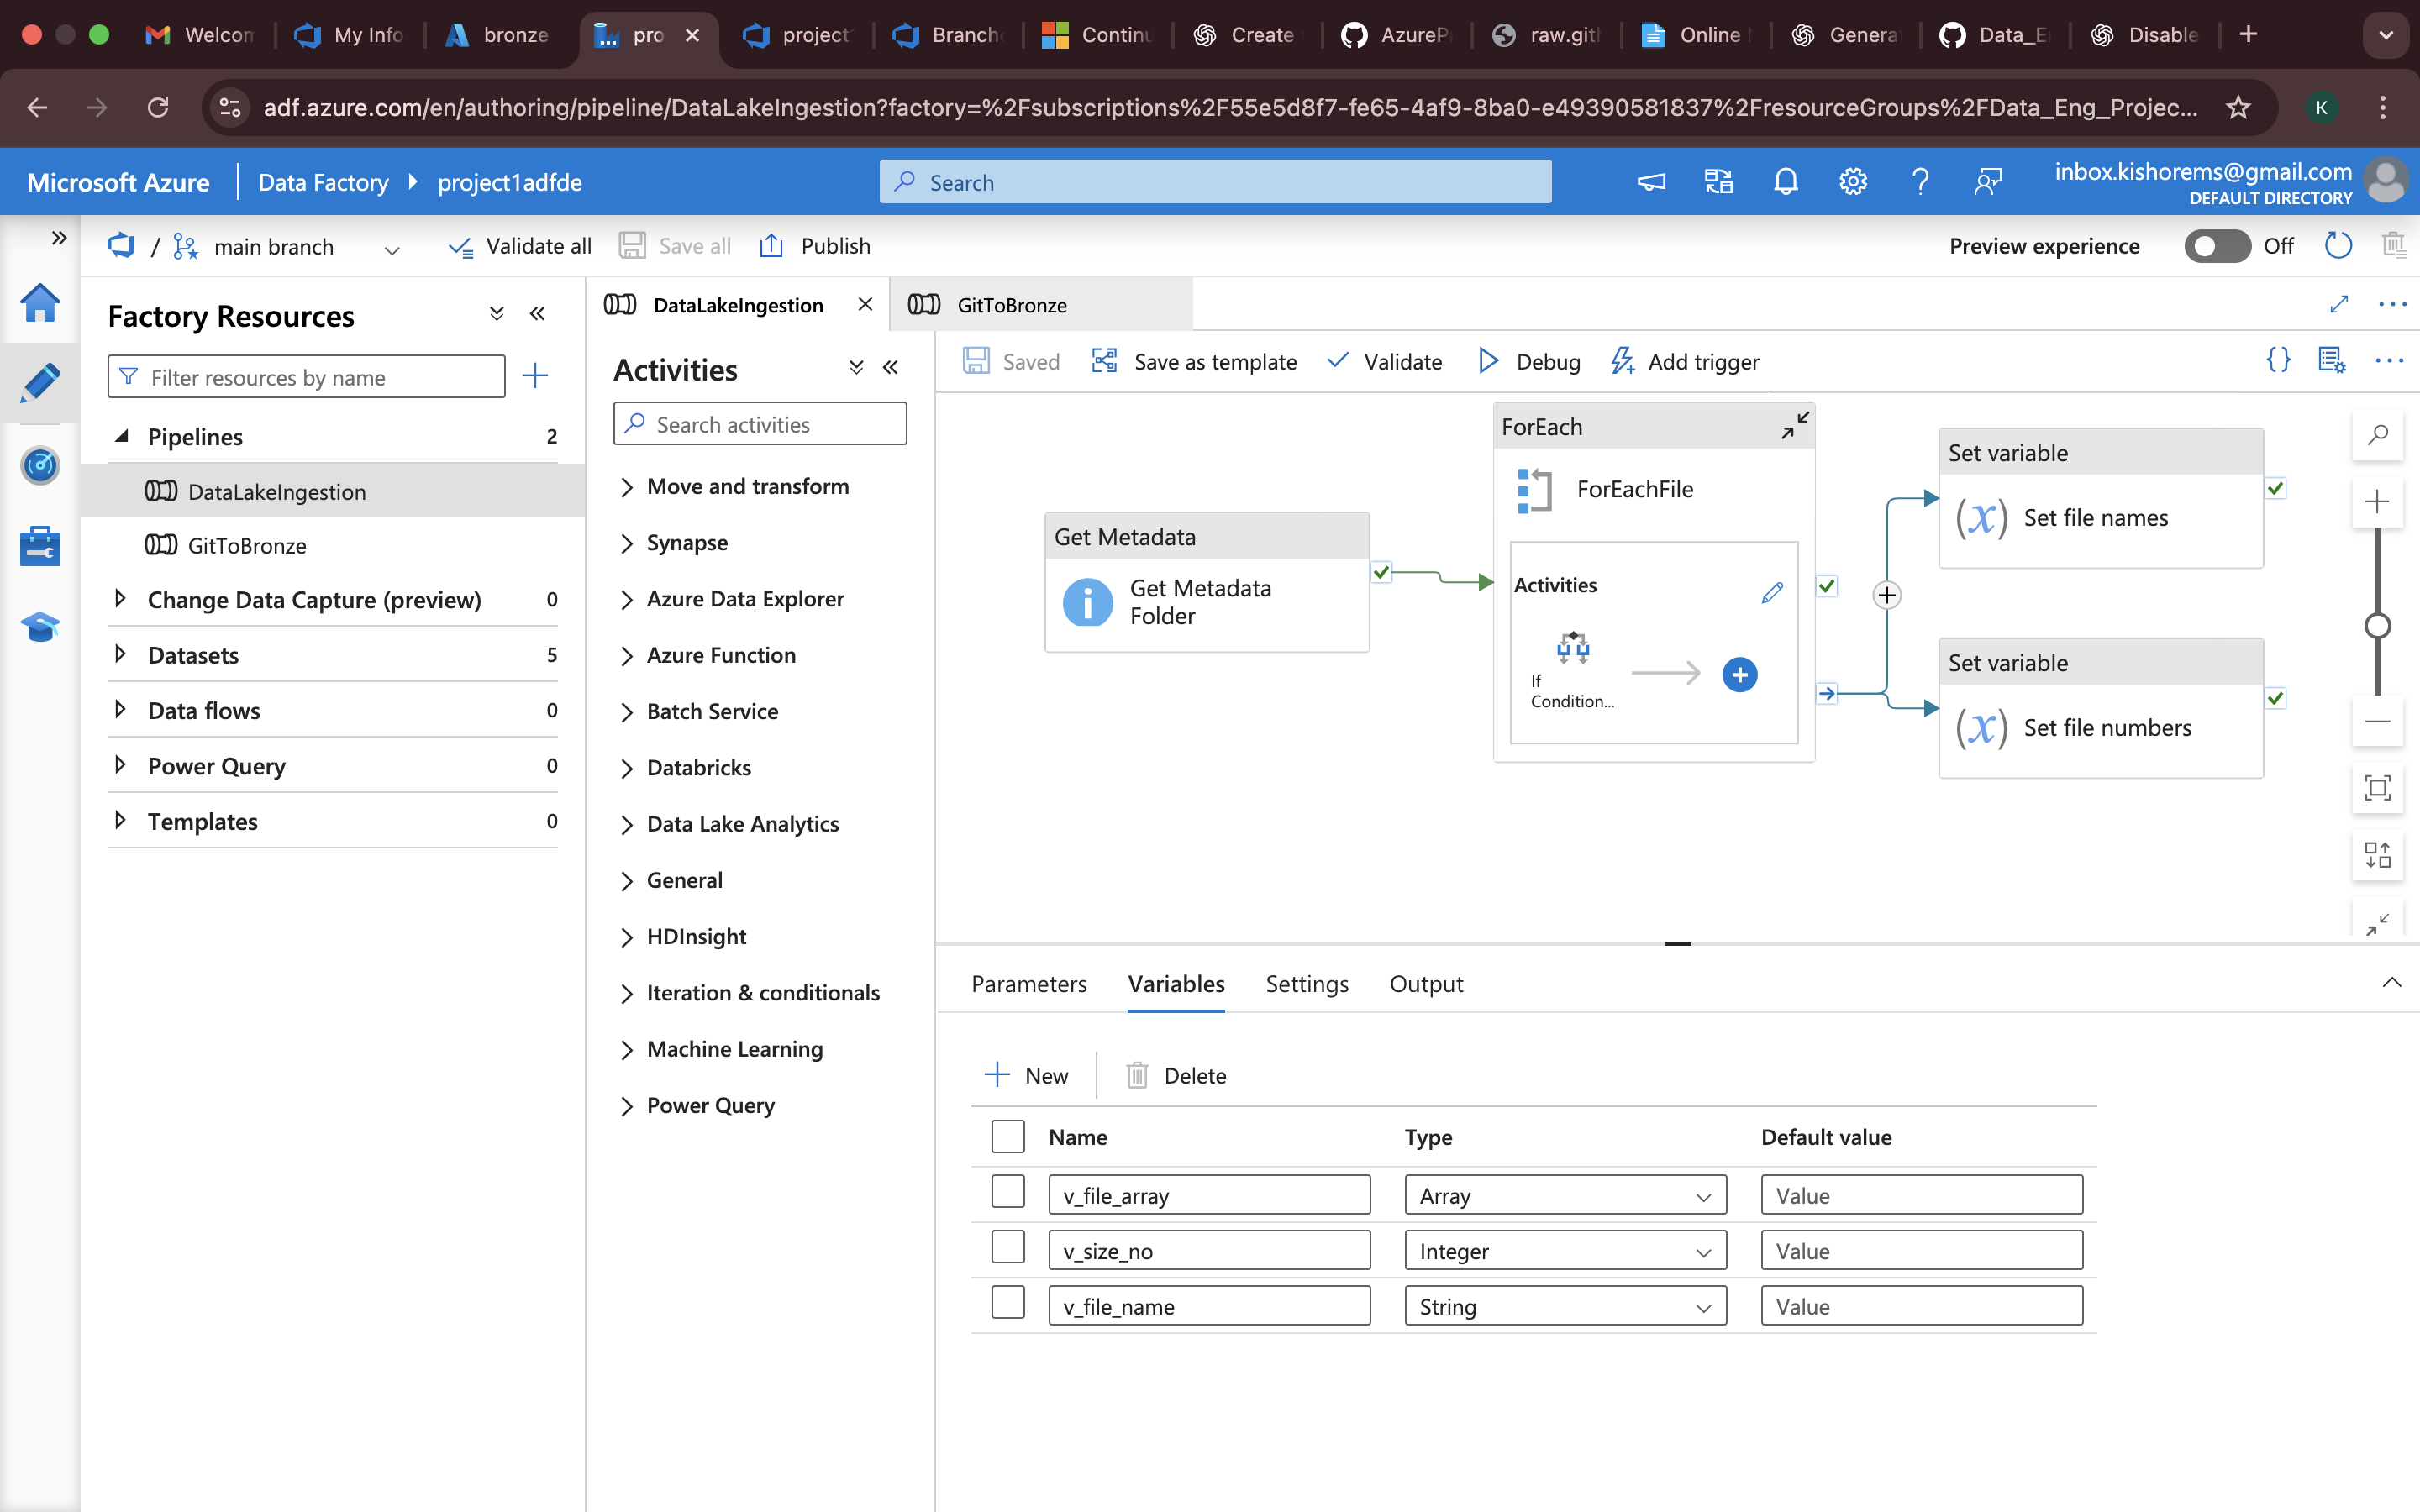 Welcom
My Info
bronze
pro
project1
Branche
Continu
Create
AzurePr
raw.gith
Online
Genera
Data_E
Disable
adf.azure.com/en/authoring/pipeline/DataLakeIngestion?factory=%2Fsubscriptions%2F55e5d8f7-fe65-4af9-8ba0-e49390581837%2FresourceGroups%2FData_Eng_Projec...
K
Microsoft Azure
Data Factory
project1adfde
Search
inbox.kishorems@gmail.com
DEFAULT DIRECTORY
/
main branch
Validate all
Save all
Publish
Preview experience
Off
Factory Resources
Filter resources by name
Pipelines 2
DataLakeIngestion
GitToBronze
Change Data Capture (preview) 0
Datasets 5
Data flows 0
Power Query 0
Templates 0
DataLakeIngestion
GitToBronze
Activities
Search activities
Move and transform
Synapse
Azure Data Explorer
Azure Function
Batch Service
Databricks
Data Lake Analytics
General
HDInsight
Iteration & conditionals
Machine Learning
Power Query
Saved
Save as template
Validate
Debug
Add trigger
Get Metadata
Get Metadata
Folder
ForEach
ForEachFile
Activities
If
Condition...
Set variable
(x) Set file names
Set variable
(x) Set file numbers
Parameters
Variables
Settings
Output
New
Delete
Name Type Default value
v_file_array Array Value
v_size_no Integer Value
v_file_name String Value